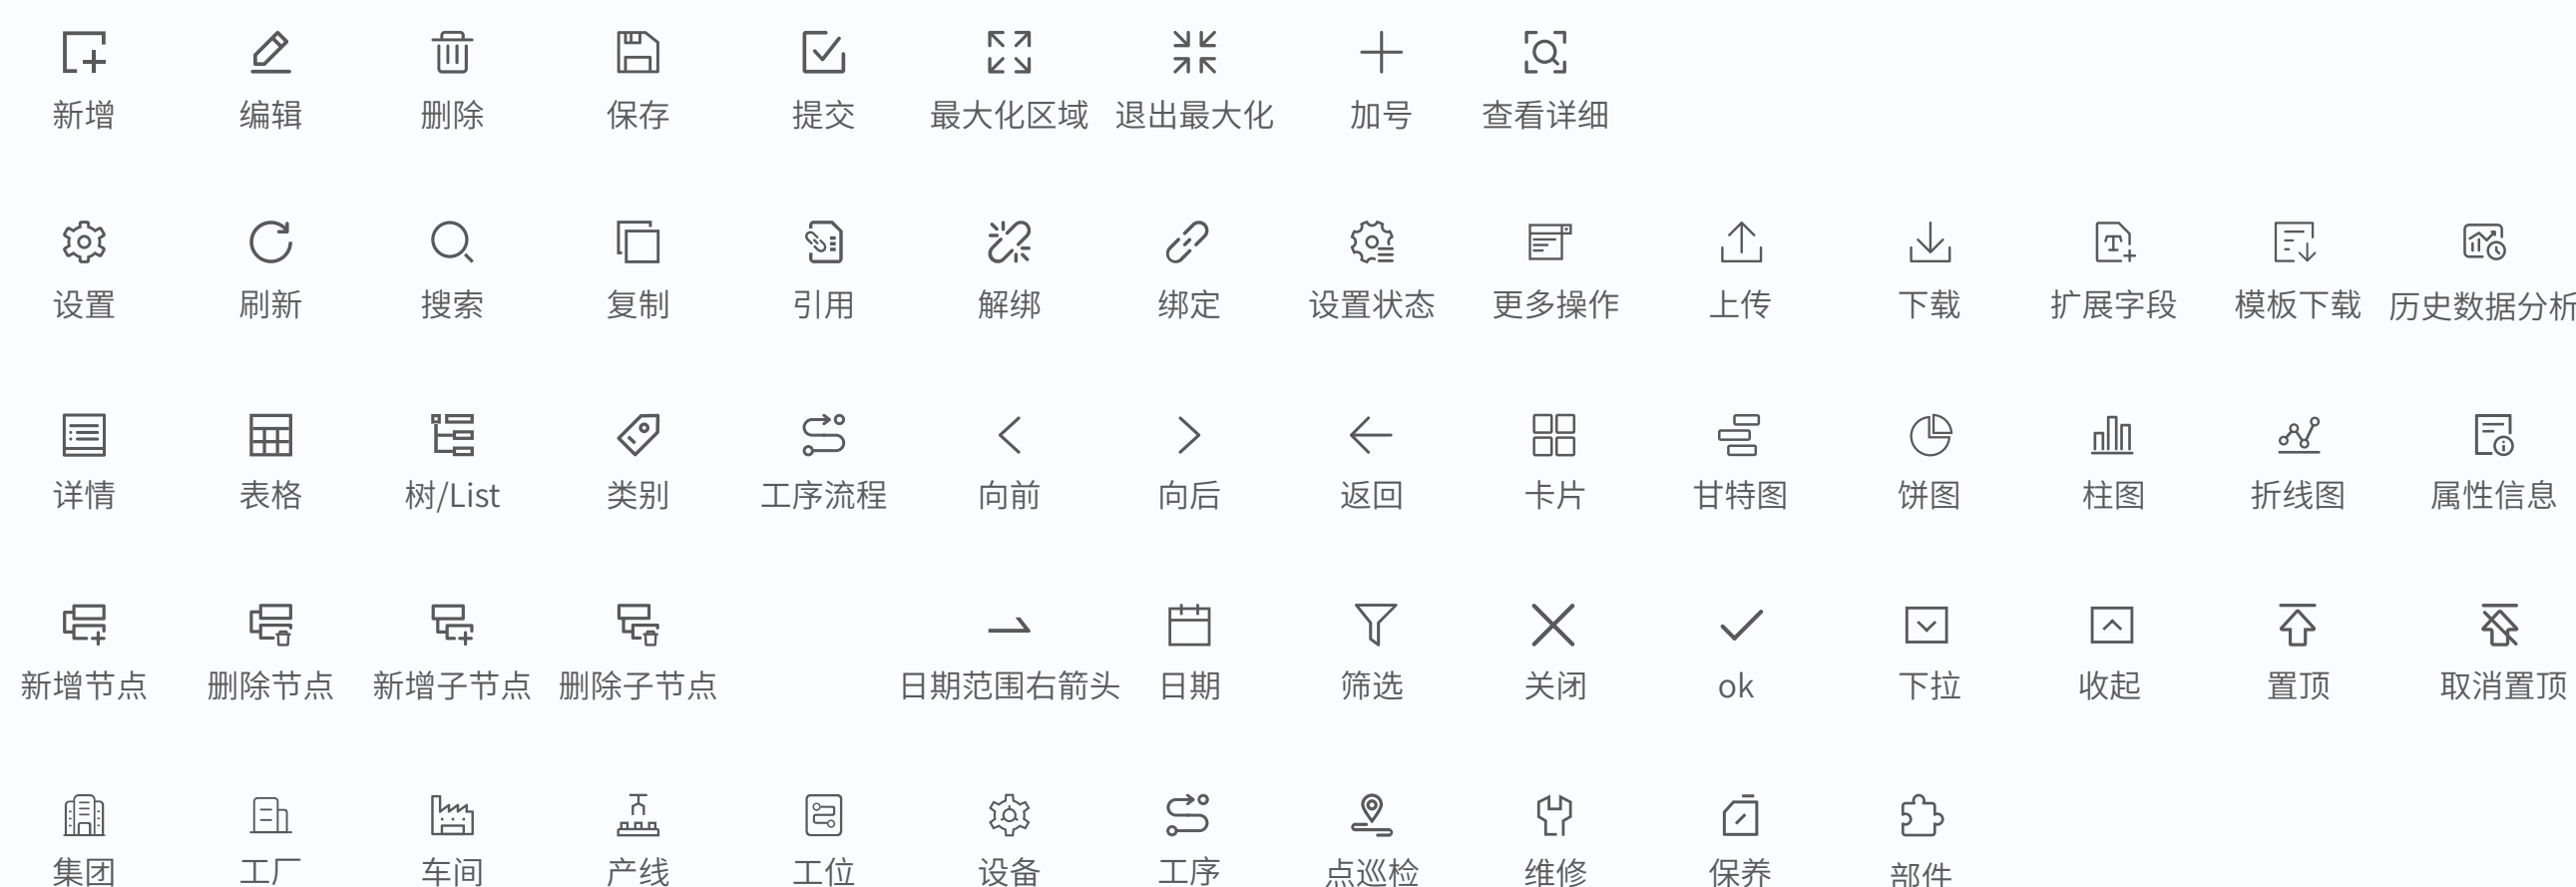 新增 编辑 删除 保存 提交 最大化区域 退出最大化 加号 查看详细
设置 刷新 搜索 复制 引用 解绑 绑定 设置状态 更多操作 上传 下载 扩展字段 模板下载 历史数据分析
详情 表格 树/List 类别 工序流程 向前 向后 返回 卡片 甘特图 饼图 柱图 折线图 属性信息
新增节点 删除节点 新增子节点 删除子节点 日期范围右箭头 日期 筛选 关闭 ok 下拉 收起 置顶 取消置顶
集团 工厂 车间 产线 工位 设备 工序 点巡检 维修 保养 部件